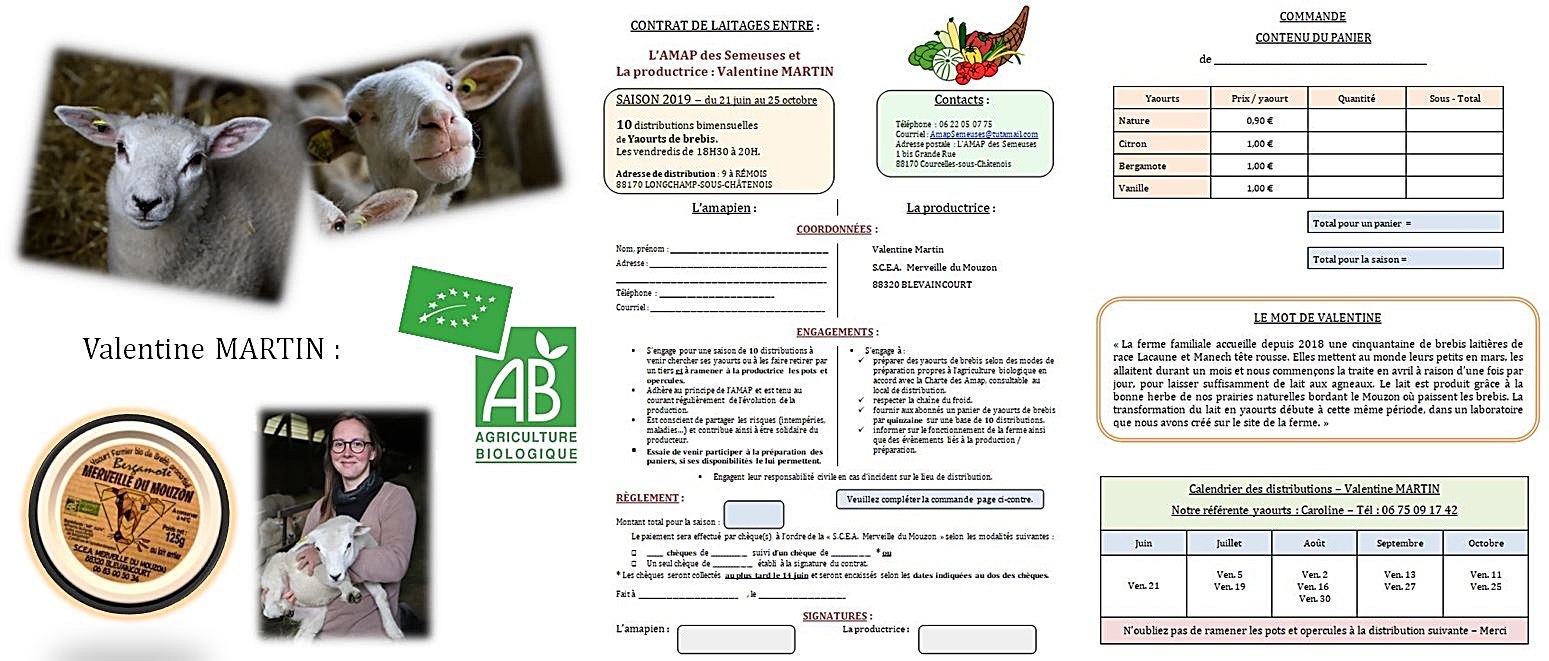 Valentine MARTIN :
AB
AGRICULTURE
BIOLOGIQUE
Yaourt Fermier bio de Brebis
Bergamote
MERVEILLE DU MOUZON
Poids net :
125g
au lait entier
S.C.E.A. MERVEILLE DU MOUZON
88320 BLEVAINCOURT
06 83 00 50 34
CONTRAT DE LAITAGES ENTRE :
L'AMAP des Semeuses et
La productrice : Valentine MARTIN
SAISON 2019 – du 21 juin au 25 octobre
10 distributions bimensuelles
de Yaourts de brebis.
Les vendredis de 18H30 à 20H.
Adresse de distribution : 9 à RÉMOIS
88170 LONGCHAMP-SOUS-CHÂTENOIS
Contacts :
Téléphone : 06 22 05 07 75
Courriel : AmapSemeuses@tutamail.com
Adresse postale : L'AMAP des Semeuses
1 bis Grande Rue
88170 Courcelles-sous-Châtenois
L'amapien :
La productrice :
COORDONNÉES :
Nom, prénom :
Adresse :
Téléphone :
Courriel :
Valentine Martin
S.C.E.A. Merveille du Mouzon
88320 BLEVAINCOURT
ENGAGEMENTS :
• S'engage pour une saison de 10 distributions à
venir chercher ses yaourts ou à les faire retirer par
un tiers et à ramener à la productrice les pots et
opercules.
• Adhère au principe de l'AMAP et est tenu au
courant régulièrement de l'évolution de la
production.
• Est conscient de partager les risques (intempéries,
maladies...) et contribue ainsi à être solidaire du
producteur.
• Essaie de venir participer à la préparation des
paniers, si ses disponibilités le lui permettent.
• S'engage à :
✓ préparer des yaourts de brebis selon des modes de
préparation propres à l'agriculture biologique en
accord avec la Charte des Amap, consultable au
local de distribution.
✓ respecter la chaîne du froid.
✓ fournir aux abonnés un panier de yaourts de brebis
par quinzaine sur une base de 10 distributions.
✓ informer sur le fonctionnement de la ferme ainsi
que des évènements liés à la production /
préparation.
• Engagent leur responsabilité civile en cas d'incident sur le lieu de distribution.
RÈGLEMENT :
Veuillez compléter la commande page ci-contre.
Montant total pour la saison :
Le paiement sera effectué par chèque(s) à l'ordre de la « S.C.E.A. Merveille du Mouzon » selon les modalités suivantes :
□ ____ chèques de ________ suivi d'un chèque de ________ * ou
□ Un seul chèque de ________ établi à la signature du contrat.
* Les chèques seront collectés au plus tard le 14 juin et seront encaissés selon les dates indiquées au dos des chèques.
Fait à ____________________ , le ____________________
SIGNATURES :
L'amapien :
La productrice :
COMMANDE
CONTENU DU PANIER
de ____________________
Yaourts Prix / yaourt Quantité Sous - Total
Nature 0,90 €
Citron 1,00 €
Bergamote 1,00 €
Vanille 1,00 €
Total pour un panier =
Total pour la saison =
LE MOT DE VALENTINE
« La ferme familiale accueille depuis 2018 une cinquantaine de brebis laitières de
race Lacaune et Manech tête rousse. Elles mettent au monde leurs petits en mars, les
allaitent durant un mois et nous commençons la traite en avril à raison d'une fois par
jour, pour laisser suffisamment de lait aux agneaux. Le lait est produit grâce à la
bonne herbe de nos prairies naturelles bordant le Mouzon où paissent les brebis. La
transformation du lait en yaourts débute à cette même période, dans un laboratoire
que nous avons créé sur le site de la ferme. »
Calendrier des distributions – Valentine MARTIN
Notre référente yaourts : Caroline – Tél : 06 75 09 17 42
Juin Juillet Août Septembre Octobre
Ven. 21
Ven. 5
Ven. 19
Ven. 2
Ven. 16
Ven. 30
Ven. 13
Ven. 27
Ven. 11
Ven. 25
N'oubliez pas de ramener les pots et opercules à la distribution suivante – Merci